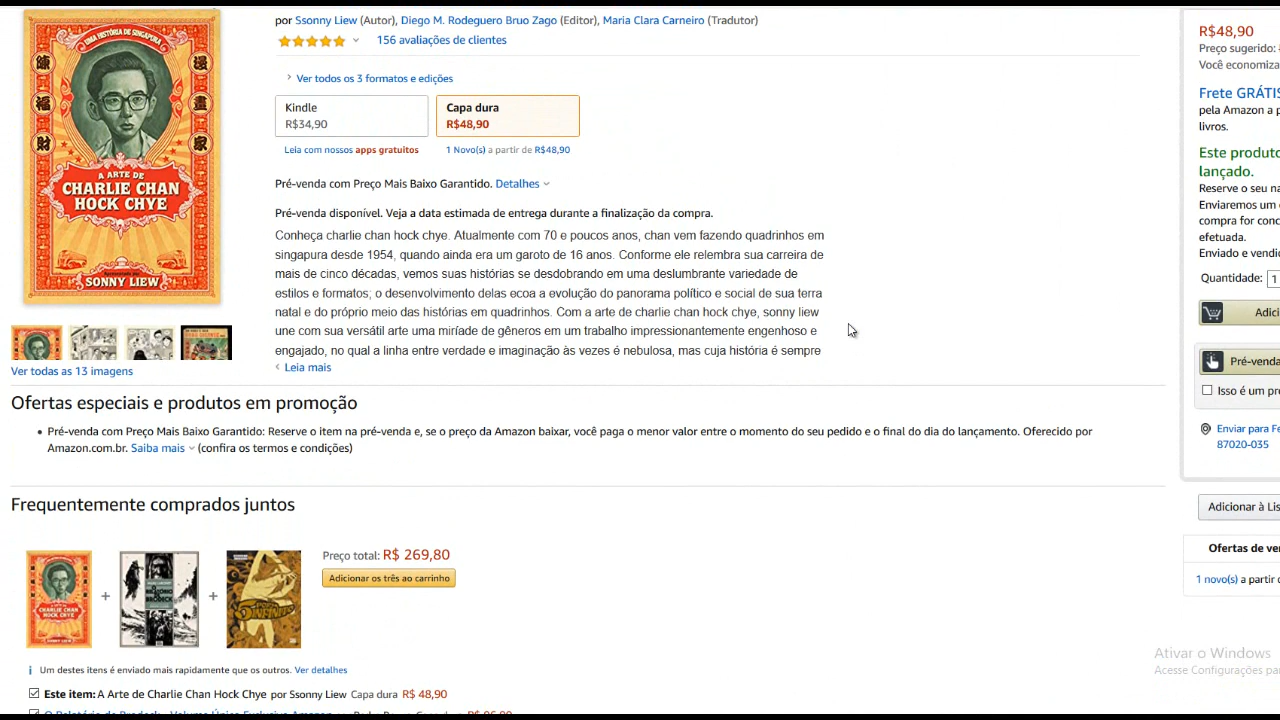 por Ssonny Liew (Autor), Diego M. Rodeguero Bruo Zago (Editor), Maria Clara Carneiro (Tradutor)
156 avaliações de clientes
Ver todos os 3 formatos e edições
Kindle
R$34,90
Capa dura
R$48,90
Leia com nossos apps gratuitos
1 Novo(s) a partir de R$48,90
Pré-venda com Preço Mais Baixo Garantido. Detalhes
Pré-venda disponível. Veja a data estimada de entrega durante a finalização da compra.
Conheça charlie chan hock chye. Atualmente com 70 e poucos anos, chan vem fazendo quadrinhos em
singapura desde 1954, quando ainda era um garoto de 16 anos. Conforme ele relembra sua carreira de
mais de cinco décadas, vemos suas histórias se desdobrando em uma deslumbrante variedade de
estilos e formatos; o desenvolvimento delas ecoa a evolução do panorama político e social de sua terra
natal e do próprio meio das histórias em quadrinhos. Com a arte de charlie chan hock chye, sonny liew
une com sua versátil arte uma miríade de gêneros em um trabalho impressionantemente engenhoso e
engajado, no qual a linha entre verdade e imaginação às vezes é nebulosa, mas cuja história é sempre
Leia mais
UMA HISTÓRIA DE SINGAPURA
陳 漫
福 畫
財 家
A ARTE DE
CHARLIE CHAN
HOCK CHYE
Apresentado por
SONNY LIEW
Ver todas as 13 imagens
R$48,90
Preço sugerido:
Você economiza
Frete GRÁTIS
pela Amazon a
livros.
Este produto
lançado.
Reserve o seu
Enviaremos um
compra for
efetuada.
Enviado e
Quantidade: 1
Pré-venda
Isso é um
Enviar para
87020-035
Adicionar à
Ofertas de
1 novo(s) a partir
Ofertas especiais e produtos em promoção
Pré-venda com Preço Mais Baixo Garantido: Reserve o item na pré-venda e, se o preço da Amazon baixar, você paga o menor valor entre o momento do seu pedido e o final do dia do lançamento. Oferecido por
Amazon.com.br. Saiba mais (confira os termos e condições)
Frequentemente comprados juntos
A ARTE DE
CHARLIE CHAN
HOCK CHYE
SONNY LIEW
+
+
Preço total: R$ 269,80
Adicionar os três ao carrinho
Um destes itens é enviado mais rapidamente que os outros. Ver detalhes
Este item: A Arte de Charlie Chan Hock Chye por Ssonny Liew Capa dura R$ 48,90
Ativar o Windows
Acesse Configurações